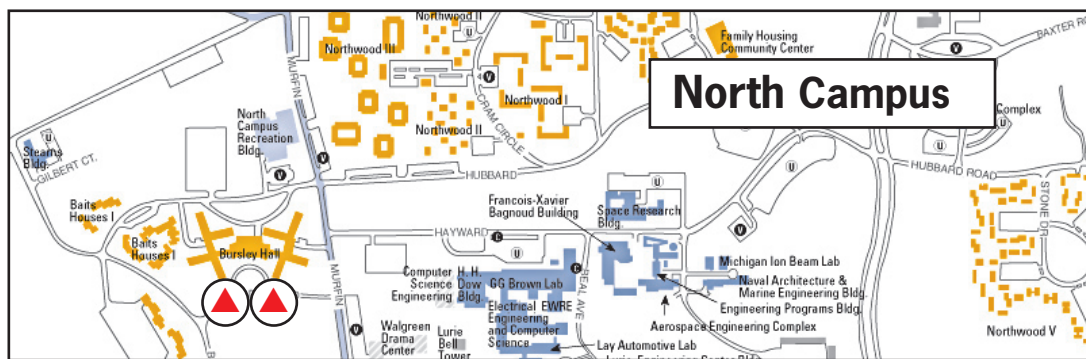 Northwood II
Family Housing
Community Center
BAXTER
Northwood III
North Campus
MURFIN
U
V
CRAM CIRCLE
Northwood I
Northwood II
North
Campus
Recreation
Bldg.
V
V
Complex
U
U
Stearns
Bldg.
GILBERT CT.
HUBBARD
U
HUBBARD ROAD
STONE DR.
Baits
Houses I
Francois-Xavier
Bagnoud Building
Space Research
Bldg.
Baits
Houses I
Bursley Hall
HAYWARD
C
U
V
MURFIN
Computer
Science
Engineering
H. H.
Dow
Bldg.
GG Brown Lab
C
BEAL AVE
Michigan Ion Beam Lab
Naval Architecture &
Marine Engineering Bldg.
Engineering Programs Bldg.
Electrical EWRE
Engineering
and Computer
Science
Aerospace Engineering Complex
V
Walgreen
Drama
Center
Lurie
Bell
Tower
Lay Automotive Lab
Northwood V